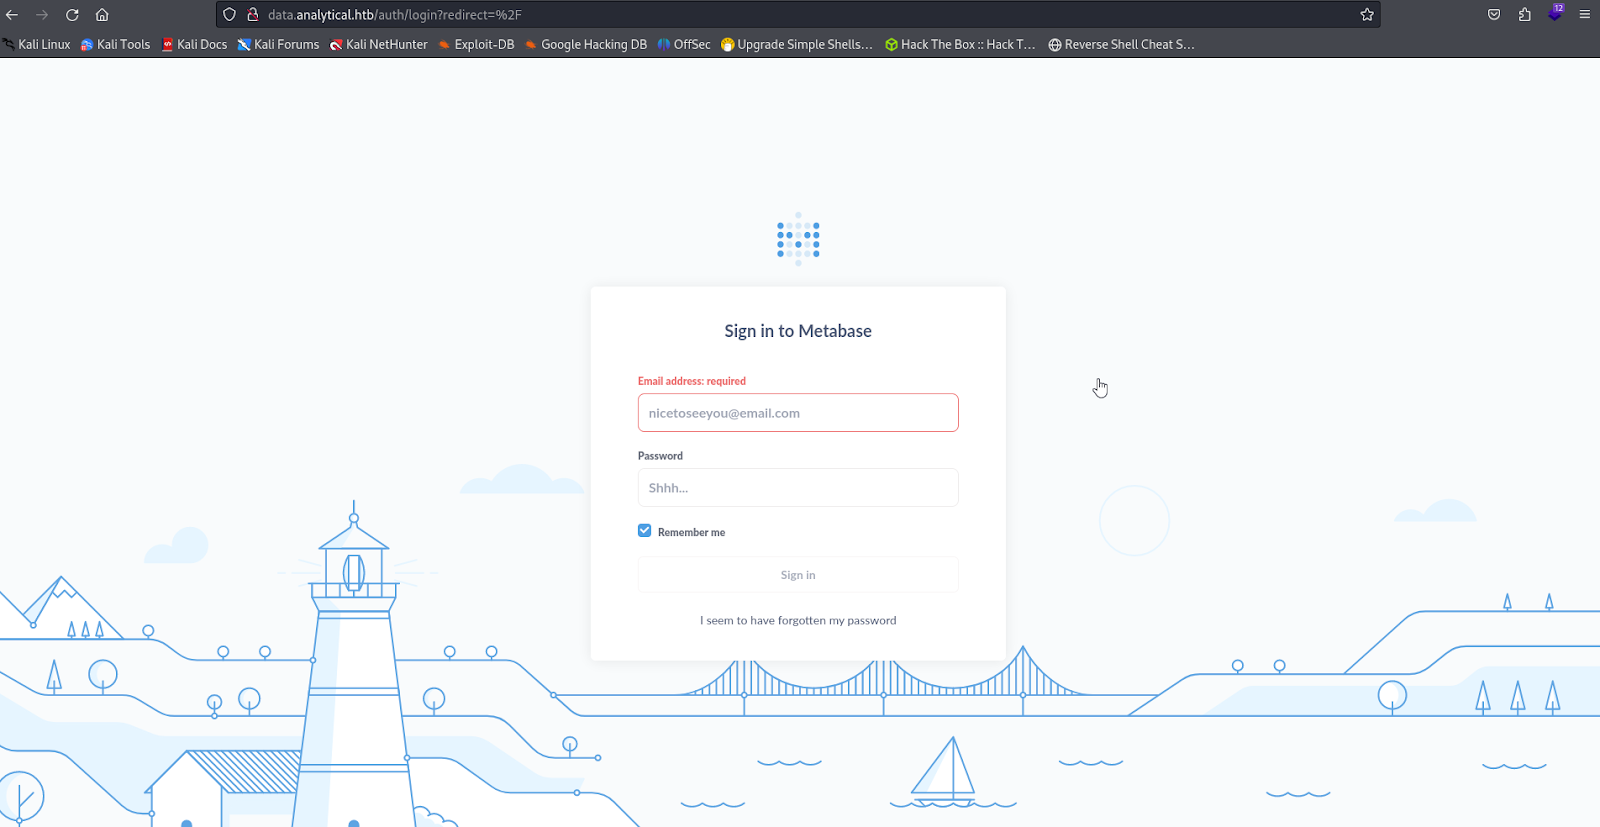 data.analytical.htb/auth/login?redirect=%2F
12
Kali Linux Kali Tools Kali Docs Kali Forums Kali NetHunter Exploit-DB Google Hacking DB OffSec Upgrade Simple Shells... Hack The Box :: Hack T... Reverse Shell Cheat S...
Sign in to Metabase
Email address: required
nicetoseeyou@email.com
Password
Shhh...
Remember me
Sign in
I seem to have forgotten my password